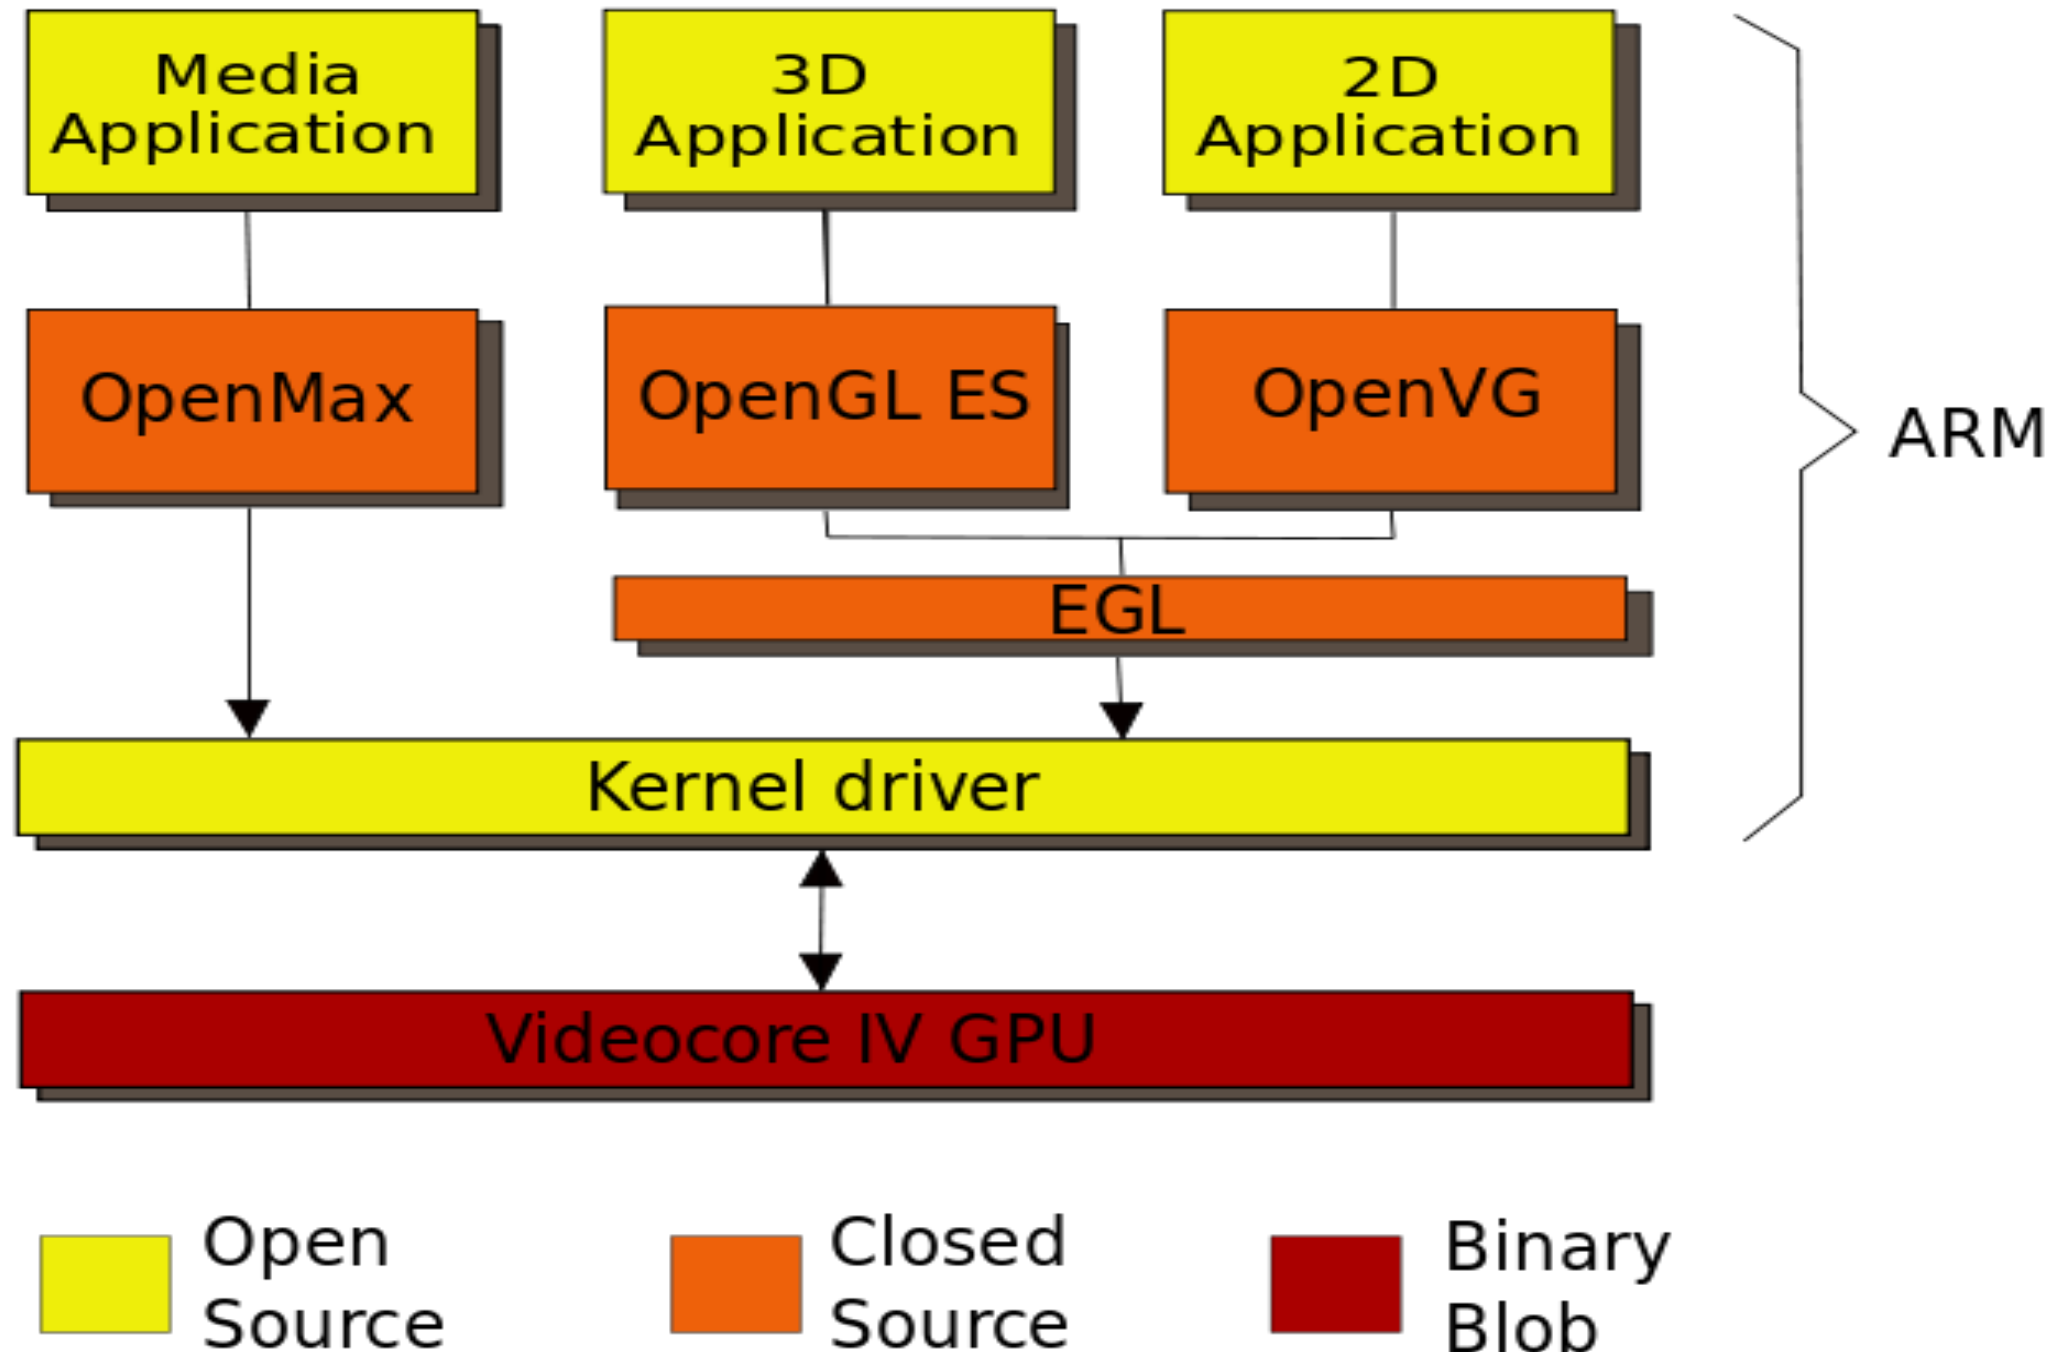 Media
Application
3D
Application
2D
Application
OpenMax
OpenGL ES
OpenVG
ARM
EGL
Kernel driver
Videocore IV GPU
Open
Source
Closed
Source
Binary
Blob